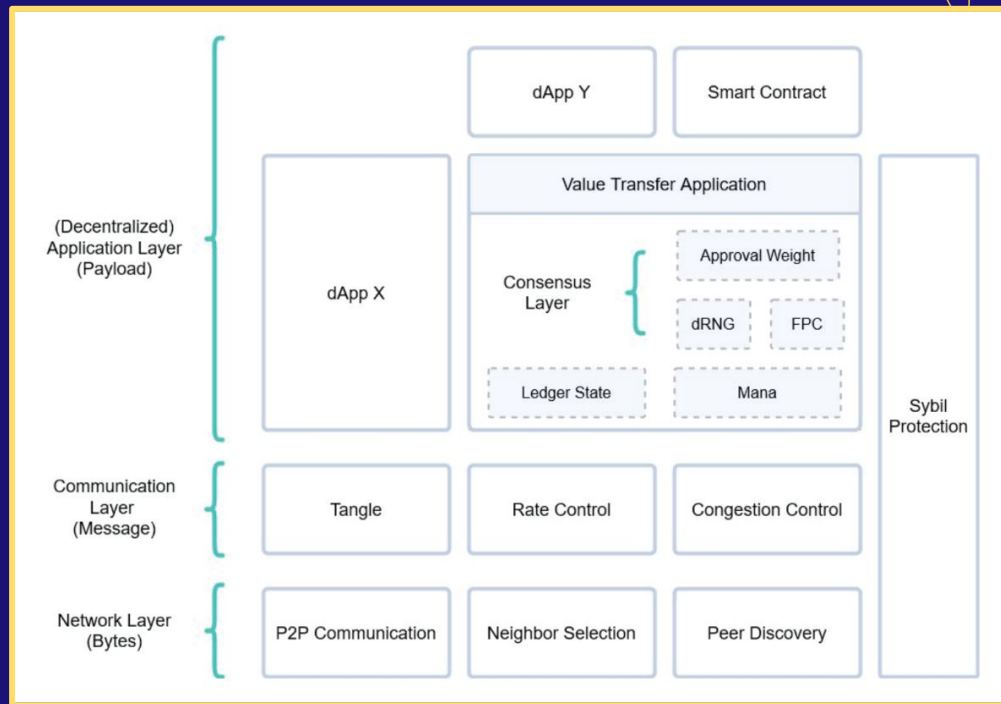 dApp Y
Smart Contract
(Decentralized)
Application Layer
(Payload)
dApp X
Value Transfer Application
Consensus
Layer
Approval Weight
dRNG
FPC
Ledger State
Mana
Sybil
Protection
Communication
Layer
(Message)
Tangle
Rate Control
Congestion Control
Network Layer
(Bytes)
P2P Communication
Neighbor Selection
Peer Discovery